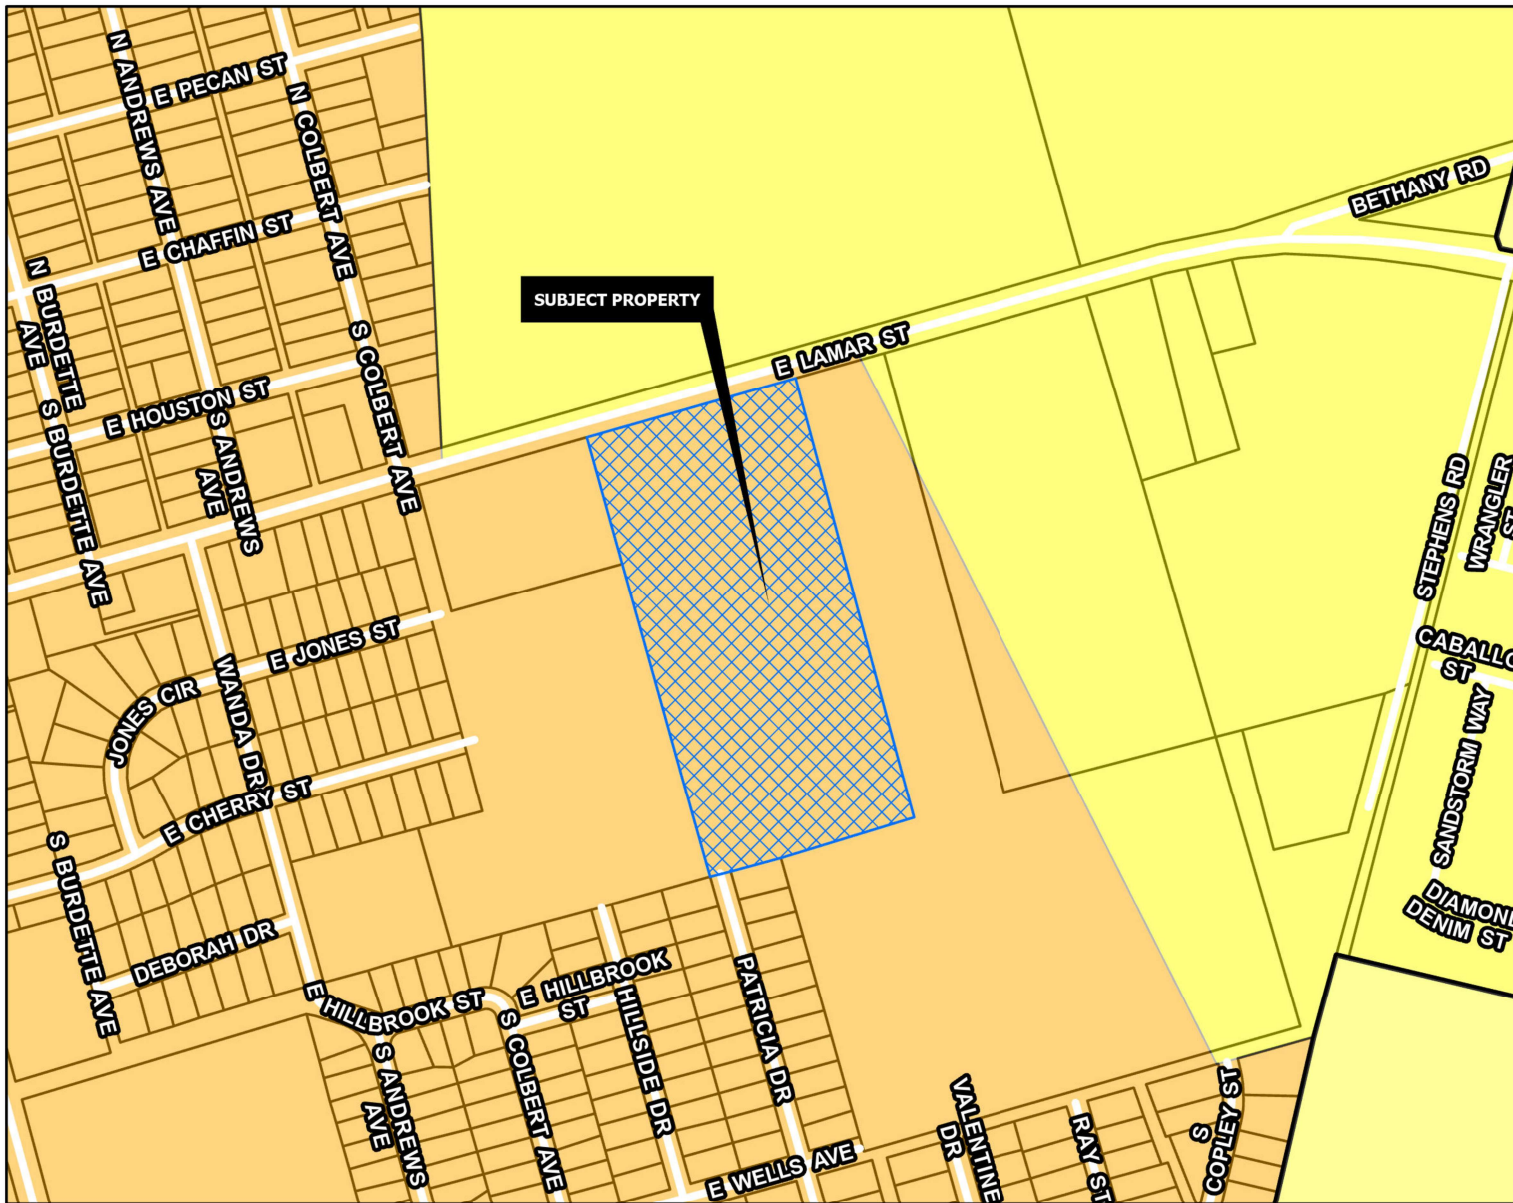 N ANDREWS AVE
E PECAN ST
N COLBERT AVE
BETHANY RD
E CHAFFIN ST
N BURDETTE
AVE
SUBJECT PROPERTY
E LAMAR ST
S COLBERT AVE
E HOUSTON ST
S BURDETTE AVE
S ANDREWS
AVE
STEPHENS RD
WRANGLER
ST
E JONES ST
JONES CIR
WANDA DR
CABALLO
ST
SANDSTORM WAY
E CHERRY ST
S BURDETTE AVE
DIAMOND
DENIM ST
DEBORAH DR
E HILLBROOK ST
E HILLBROOK
ST
HILLSIDE DR
PATRICIA DR
S COLBERT AVE
S ANDREWS
AVE
VALENTINE
DR
RAY ST
S
COPLEY ST
E WELLS AVE